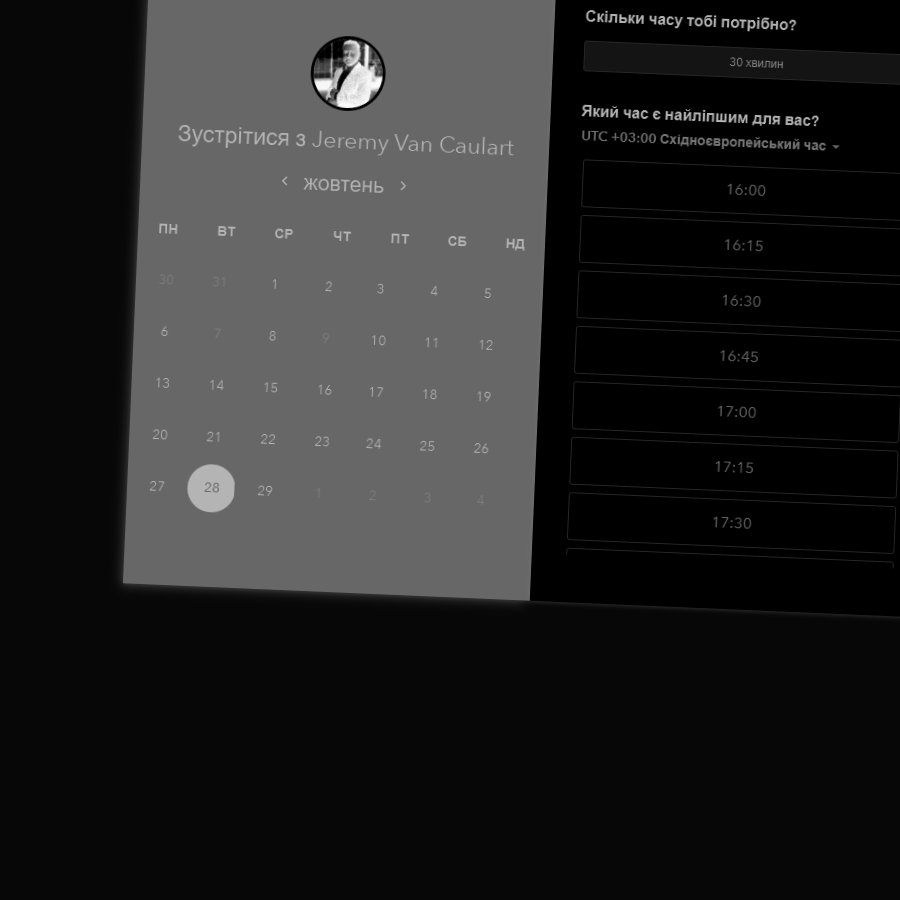 Зустрітися з Jeremy Van Caulart
жовтень
ПН ВТ СР ЧТ ПТ СБ НД
30 31 1 2 3 4 5
6 7 8 9 10 11 12
13 14 15 16 17 18 19
20 21 22 23 24 25 26
27 28 29 1 2 3 4
Скільки часу тобі потрібно?
30 хвилин
Який час є найліпшим для вас?
UTC +03:00 Східноєвропейський час
16:00
16:15
16:30
16:45
17:00
17:15
17:30